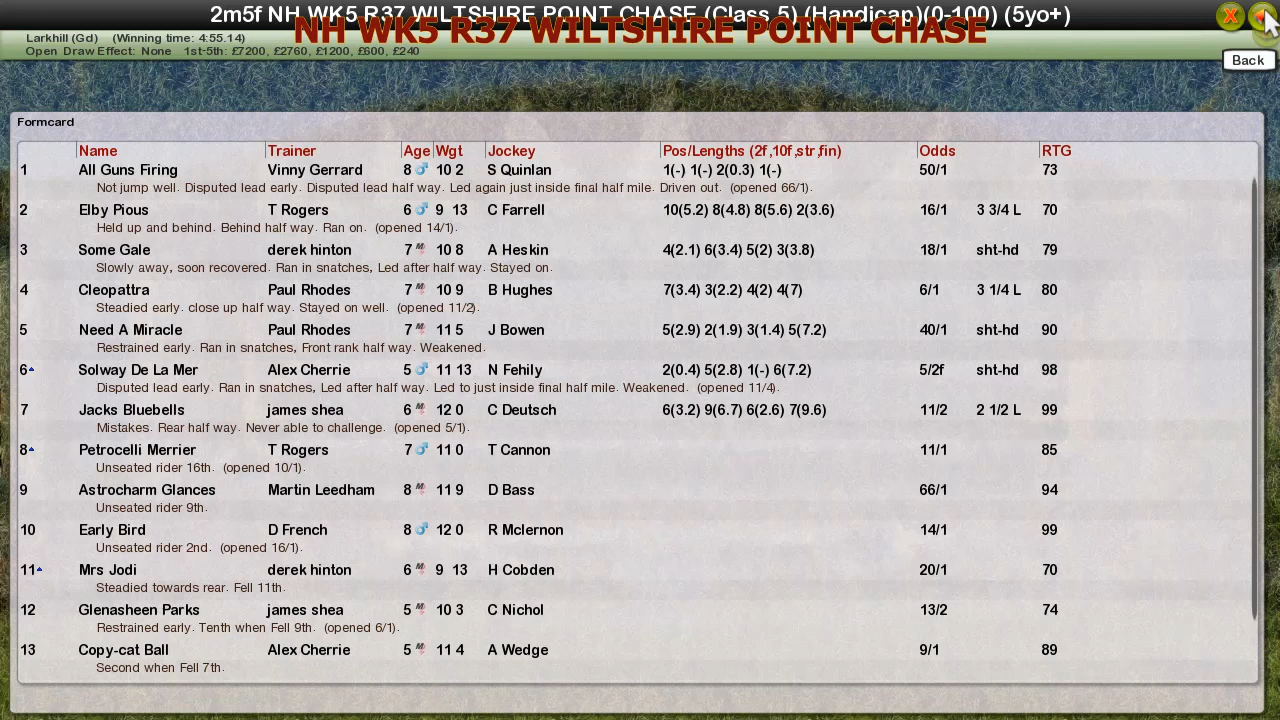 2m5f NH WK5 R37 WILTSHIRE POINT CHASE (Class 5) (Handicap)(0-100) (5yo+)
NH WK5 R37 WILTSHIRE POINT CHASE
Larkhill (Gd) (Winning time: 4:55.14)
Open Draw Effect: None 1st-5th: £7200, £2760, £1200, £600, £240
X
Back
Formcard
Name Trainer Age Wgt Jockey Pos/Lengths (2f,10f,str,fin) Odds RTG
1 All Guns Firing Vinny Gerrard 8 10 2 S Quinlan 1(-) 1(-) 2(0.3) 1(-) 50/1 73
Not jump well. Disputed lead early. Disputed lead half way. Led again just inside final half mile. Driven out. (opened 66/1).
2 Elby Pious T Rogers 6 9 13 C Farrell 10(5.2) 8(4.8) 8(5.6) 2(3.6) 16/1 3 3/4 L 70
Held up and behind. Behind half way. Ran on. (opened 14/1).
3 Some Gale derek hinton 7 10 8 A Heskin 4(2.1) 6(3.4) 5(2) 3(3.8) 18/1 sht-hd 79
Slowly away, soon recovered. Ran in snatches, Led after half way. Stayed on.
4 Cleopattra Paul Rhodes 7 10 9 B Hughes 7(3.4) 3(2.2) 4(2) 4(7) 6/1 3 1/4 L 80
Steadied early. close up half way. Stayed on well. (opened 11/2).
5 Need A Miracle Paul Rhodes 7 11 5 J Bowen 5(2.9) 2(1.9) 3(1.4) 5(7.2) 40/1 sht-hd 90
Restrained early. Ran in snatches, Front rank half way. Weakened.
6 Solway De La Mer Alex Cherrie 5 11 13 N Fehily 2(0.4) 5(2.8) 1(-) 6(7.2) 5/2f sht-hd 98
Disputed lead early. Ran in snatches, Led after half way. Led to just inside final half mile. Weakened. (opened 11/4).
7 Jacks Bluebells james shea 6 12 0 C Deutsch 6(3.2) 9(6.7) 6(2.6) 7(9.6) 11/2 2 1/2 L 99
Mistakes. Rear half way. Never able to challenge. (opened 5/1).
8 Petrocelli Merrier T Rogers 7 11 0 T Cannon 11/1 85
Unseated rider 16th. (opened 10/1).
9 Astrocharm Glances Martin Leedham 8 11 9 D Bass 66/1 94
Unseated rider 9th.
10 Early Bird D French 8 12 0 R Mclernon 14/1 99
Unseated rider 2nd. (opened 16/1).
11 Mrs Jodi derek hinton 6 9 13 H Cobden 20/1 70
Steadied towards rear. Fell 11th.
12 Glenasheen Parks james shea 5 10 3 C Nichol 13/2 74
Restrained early. Tenth when Fell 9th. (opened 6/1).
13 Copy-cat Ball Alex Cherrie 5 11 4 A Wedge 9/1 89
Second when Fell 7th.